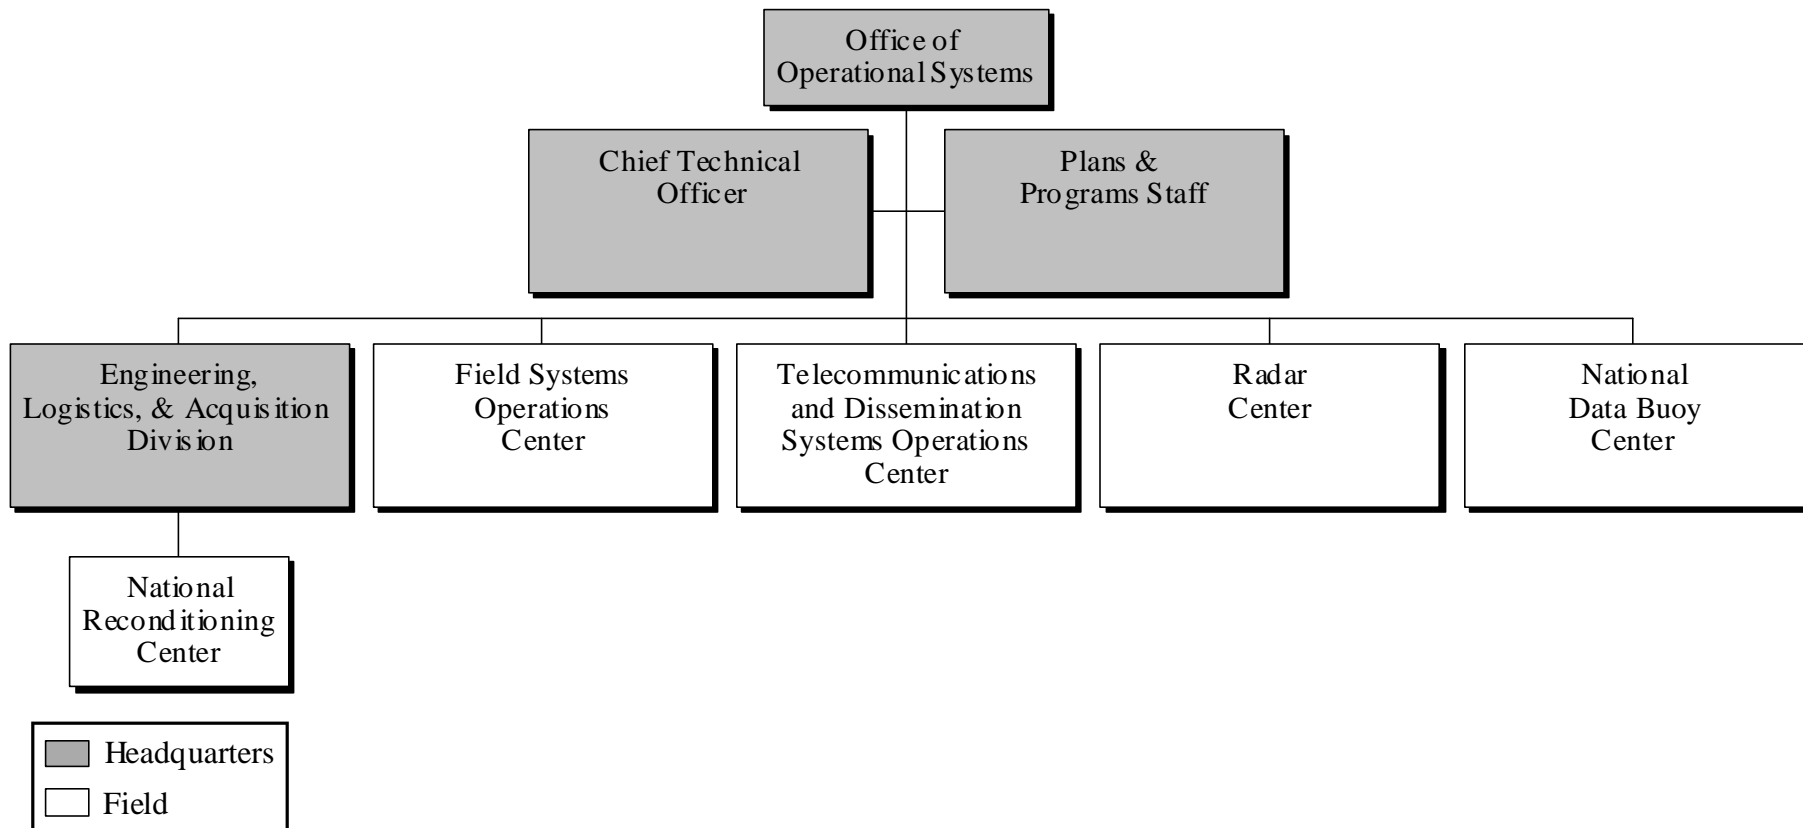 Office of
Operational Systems
Chief Technical
Officer
Plans &
Programs Staff
Engineering,
Logistics, & Acquisition
Division
Field Systems
Operations
Center
Telecommunications
and Dissemination
Systems Operations
Center
Radar
Center
National
Data Buoy
Center
National
Reconditioning
Center
Headquarters
Field